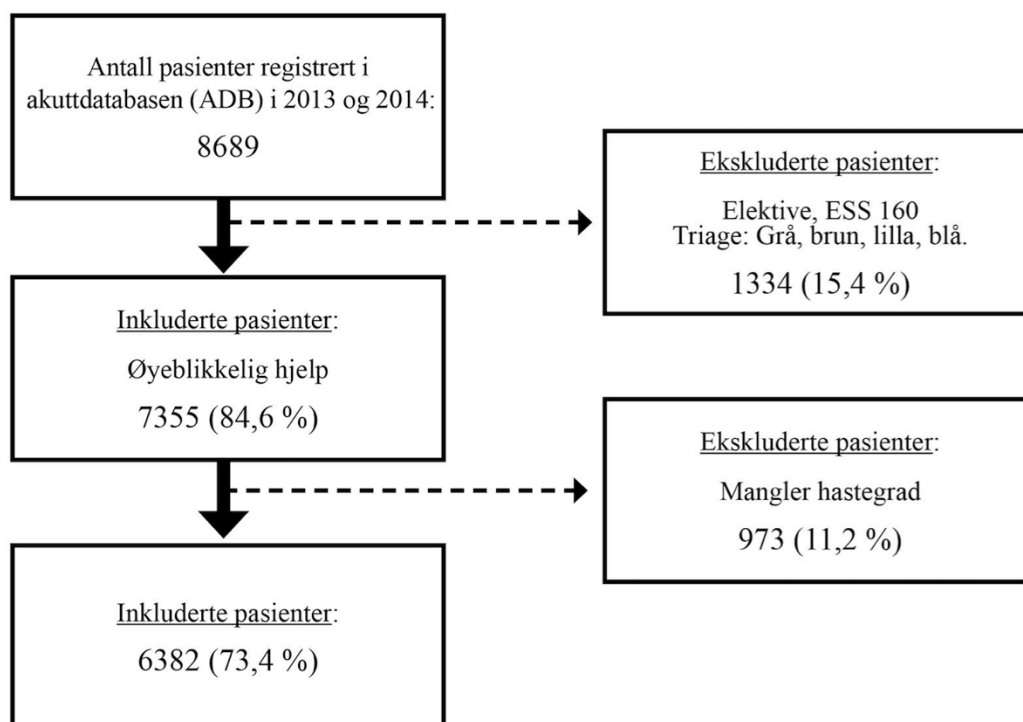 Antall pasienter registrert i
akuttdatabasen (ADB) i 2013 og 2014:
8689
Ekskluderte pasienter:
Elektive, ESS 160
Triage: Grå, brun, lilla, blå.
1334 (15,4 %)
Inkluderte pasienter:
Øyeblikkelig hjelp
7355 (84,6 %)
Ekskluderte pasienter:
Mangler hastegrad
973 (11,2 %)
Inkluderte pasienter:
6382 (73,4 %)